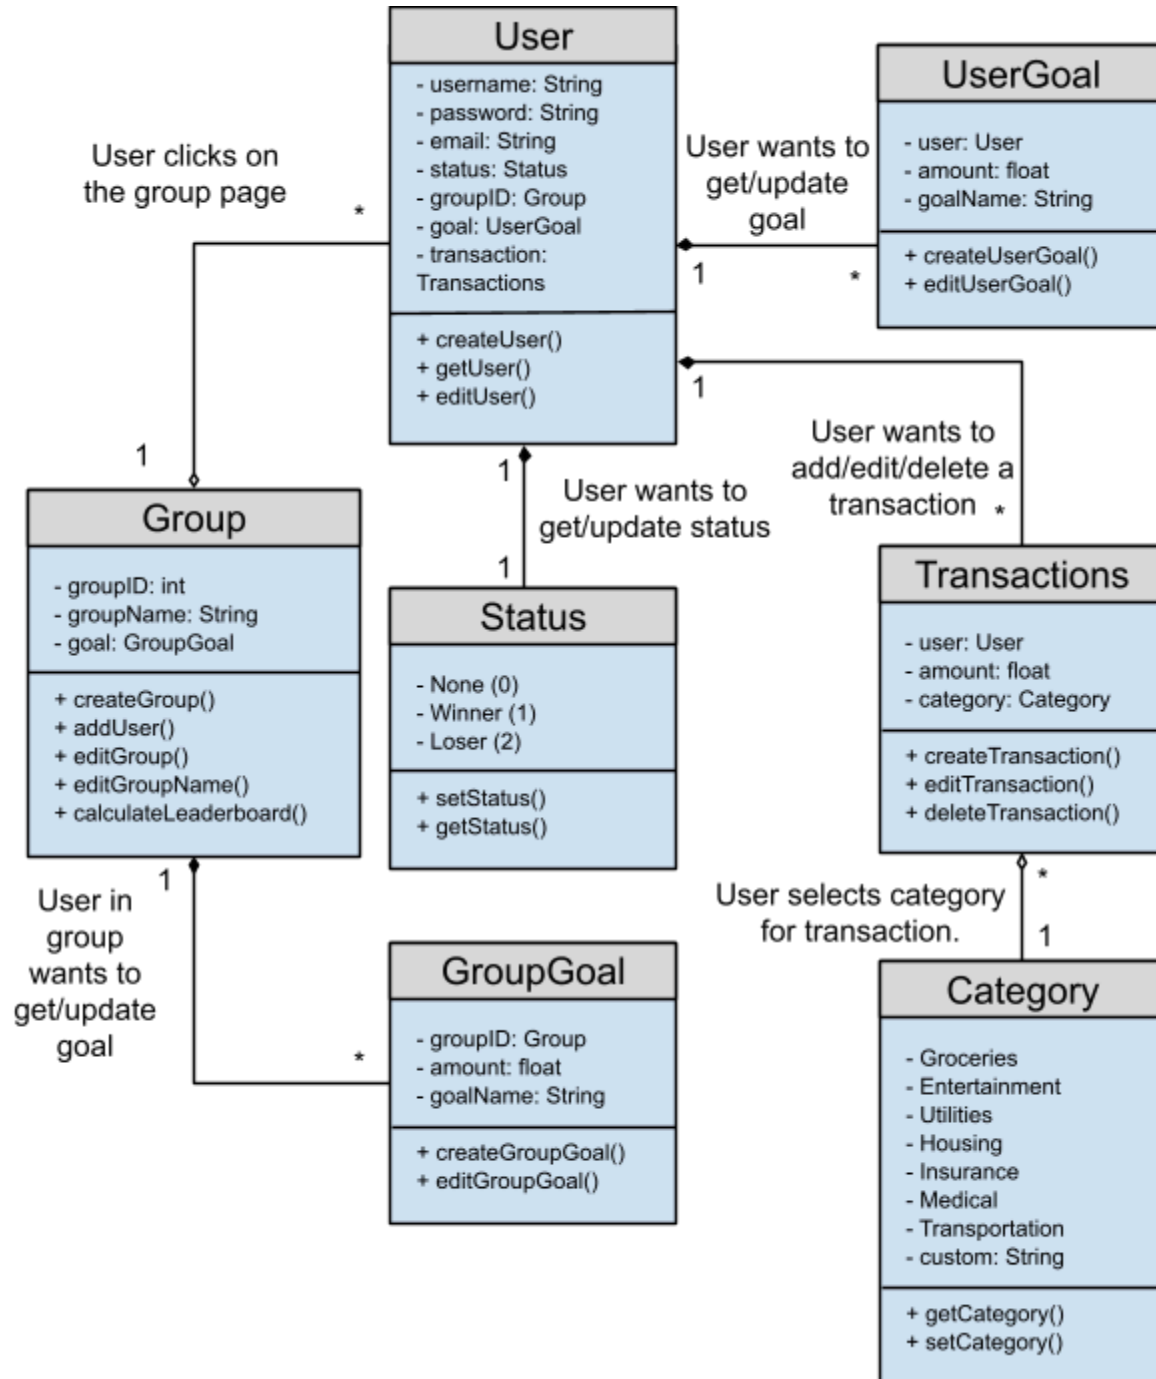 User
- username: String
- password: String
- email: String
- status: Status
- groupID: Group
- goal: UserGoal
- transaction:
Transactions
+ createUser()
+ getUser()
+ editUser()
UserGoal
- user: User
- amount: float
- goalName: String
+ createUserGoal()
+ editUserGoal()
User clicks on
the group page
*
1
User wants to
get/update
goal
1
*
1
User wants to
add/edit/delete a
transaction
*
1
User wants to
get/update status
1
Group
- groupID: int
- groupName: String
- goal: GroupGoal
+ createGroup()
+ addUser()
+ editGroup()
+ editGroupName()
+ calculateLeaderboard()
Status
- None (0)
- Winner (1)
- Loser (2)
+ setStatus()
+ getStatus()
Transactions
- user: User
- amount: float
- category: Category
+ createTransaction()
+ editTransaction()
+ deleteTransaction()
1
User in
group
wants to
get/update
goal
*
GroupGoal
- groupID: Group
- amount: float
- goalName: String
+ createGroupGoal()
+ editGroupGoal()
*
User selects category
for transaction.
1
Category
- Groceries
- Entertainment
- Utilities
- Housing
- Insurance
- Medical
- Transportation
- custom: String
+ getCategory()
+ setCategory()